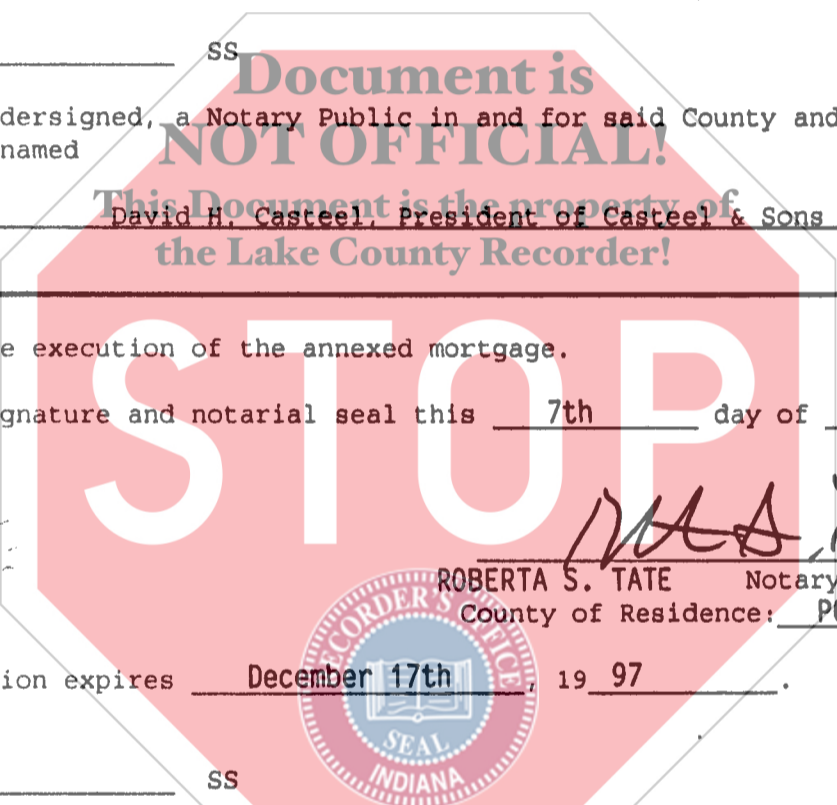 SS
Document is
dersigned, a Notary Public in and for said County and
NOT OFFICIAL!
named
This Document is the property of
David H. Casteel, President of Casteel & Sons
the Lake County Recorder!
STOP
e execution of the annexed mortgage.
gnature and notarial seal this 7th day of
ROBERTA S. TATE Notary
County of Residence:
RECORDER'S OFFICE
ion expires December 17th, 19 97.
SEAL
INDIANA
SS